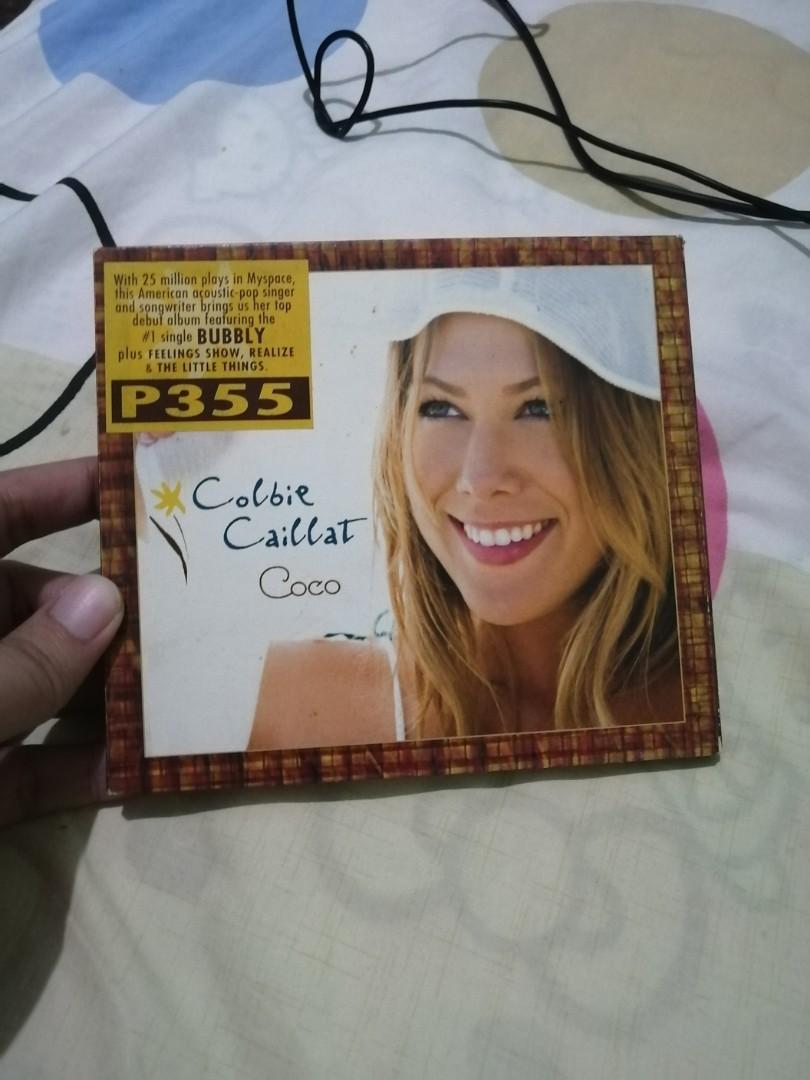 With 25 million plays in Myspace,
this American acoustic-pop singer
and songwriter brings us her top
debut album featuring the
#1 single BUBBLY
plus FEELINGS SHOW, REALIZE
& THE LITTLE THINGS.
P355
Colbie
Caillat
Coco